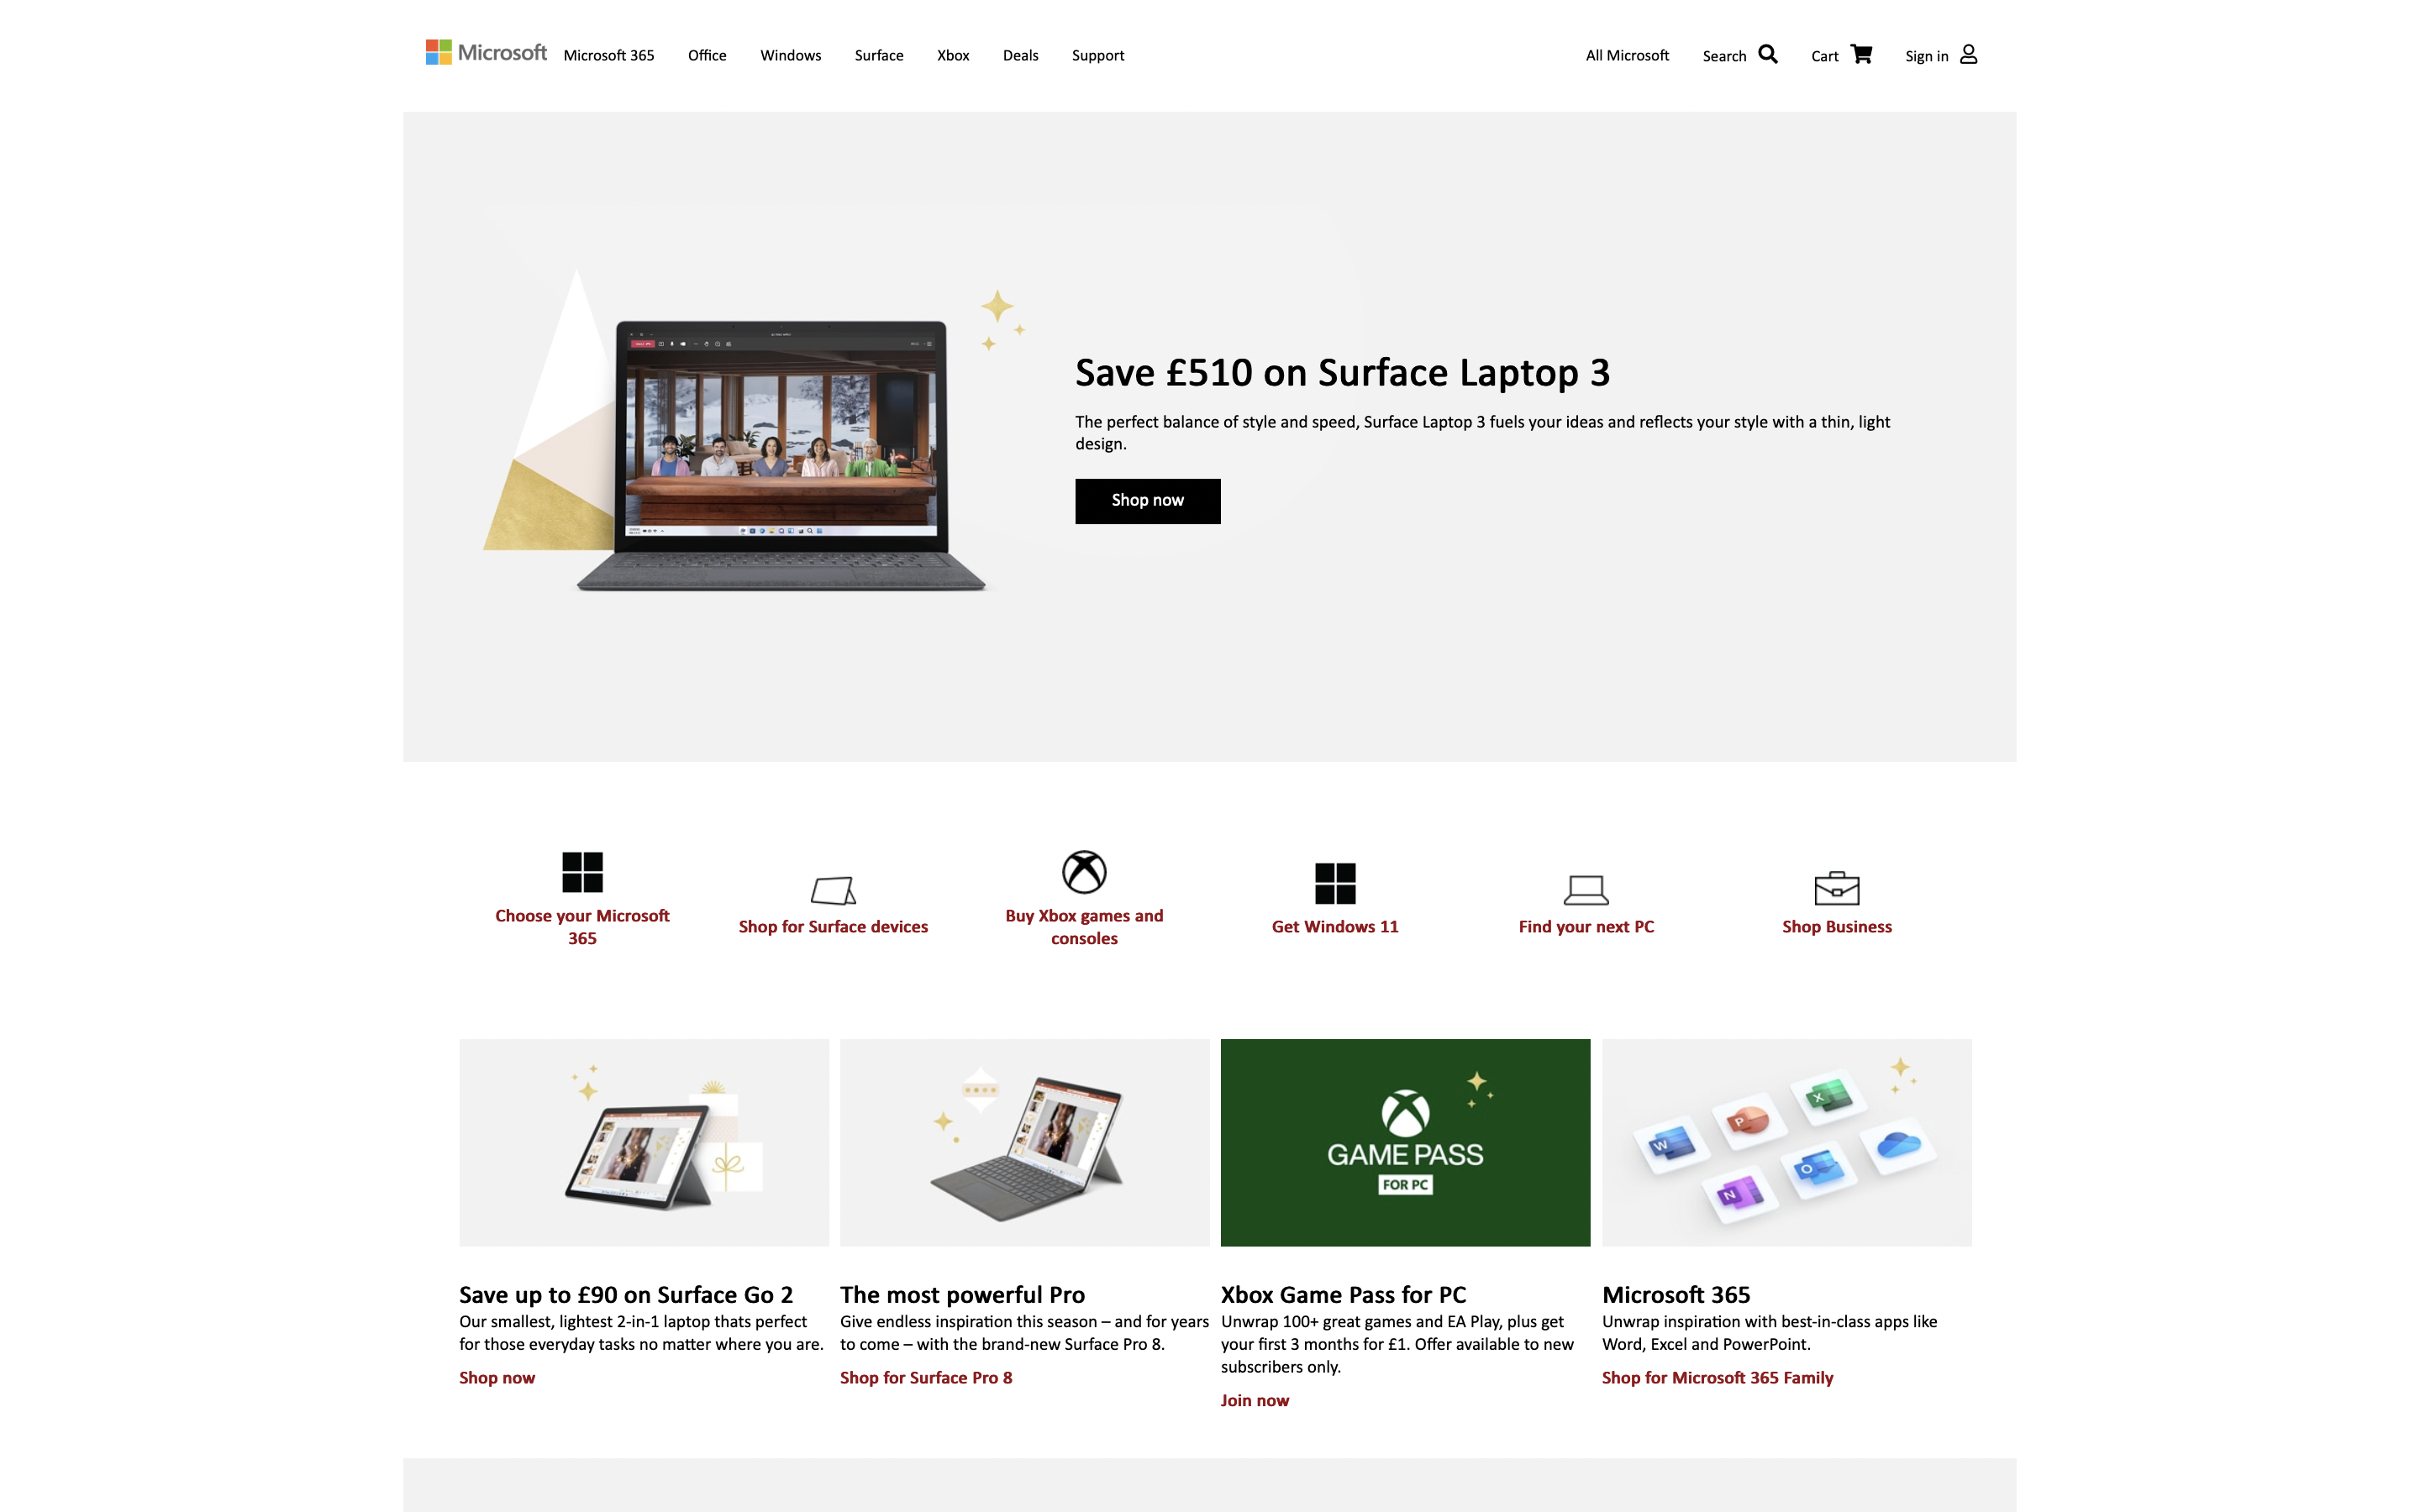 Microsoft
Microsoft 365
Office
Windows
Surface
Xbox
Deals
Support
All Microsoft
Search
Cart
Sign in
Save £510 on Surface Laptop 3
The perfect balance of style and speed, Surface Laptop 3 fuels your ideas and reflects your style with a thin, light
design.
Shop now
Choose your Microsoft
365
Shop for Surface devices
Buy Xbox games and
consoles
Get Windows 11
Find your next PC
Shop Business
GAME PASS
FOR PC
W
P
X
N
O
Save up to £90 on Surface Go 2
Our smallest, lightest 2-in-1 laptop thats perfect
for those everyday tasks no matter where you are.
Shop now
The most powerful Pro
Give endless inspiration this season – and for years
to come – with the brand-new Surface Pro 8.
Shop for Surface Pro 8
Xbox Game Pass for PC
Unwrap 100+ great games and EA Play, plus get
your first 3 months for £1. Offer available to new
subscribers only.
Join now
Microsoft 365
Unwrap inspiration with best-in-class apps like
Word, Excel and PowerPoint.
Shop for Microsoft 365 Family